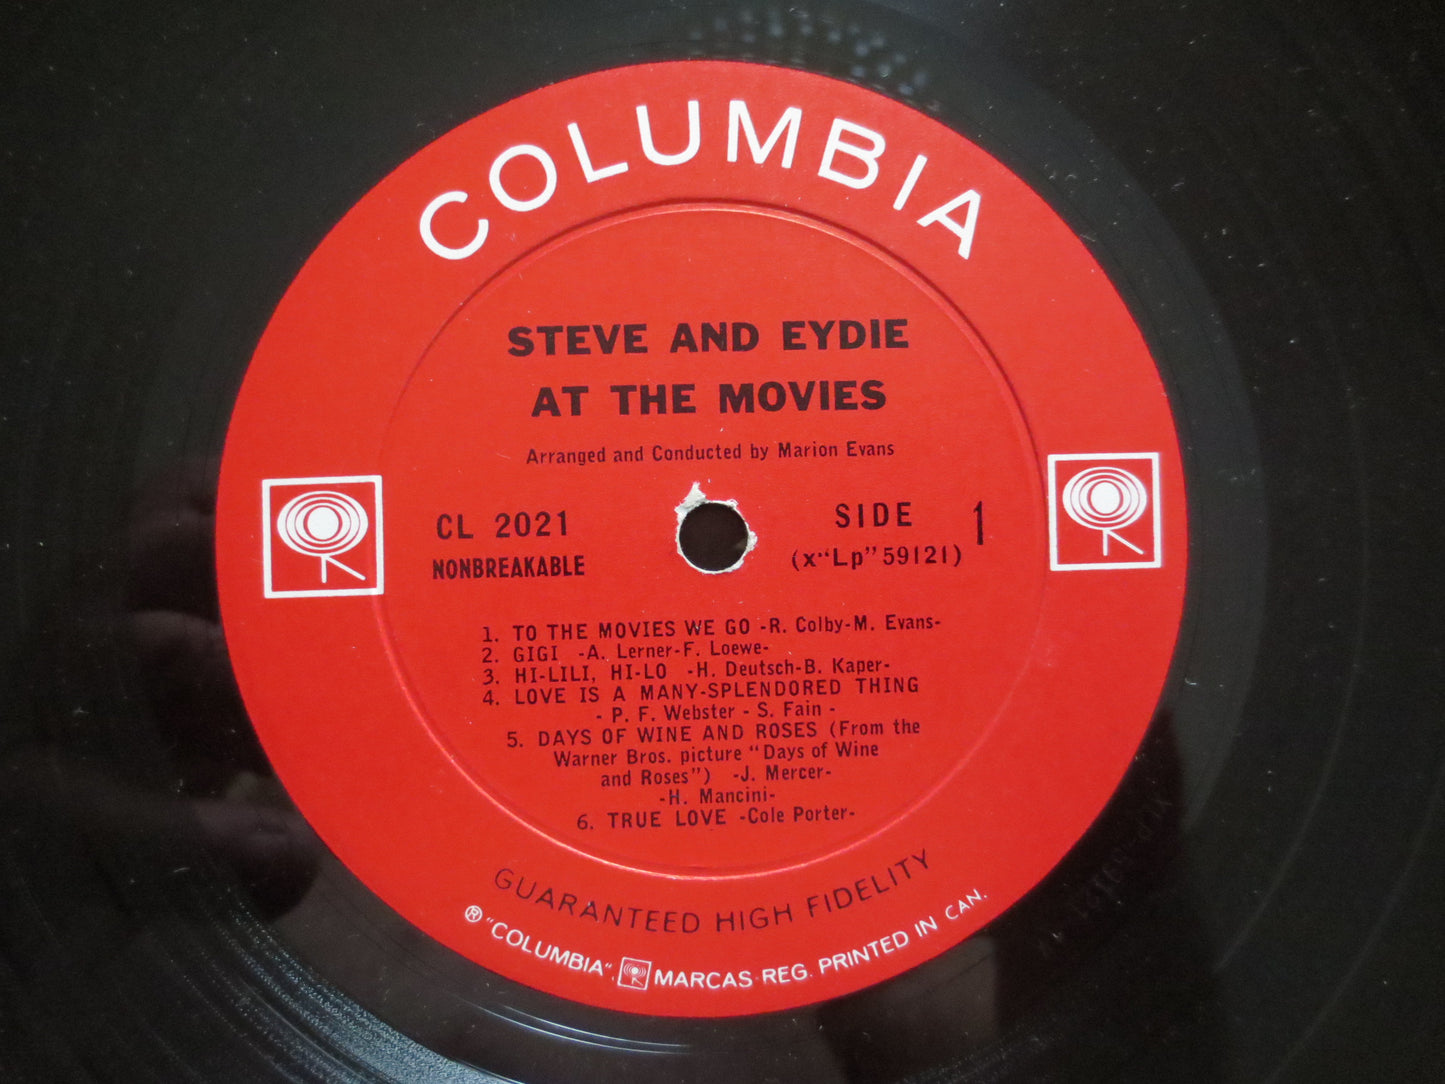 COLUMBIA
STEVE AND EYDIE
AT THE MOVIES
Arranged and Conducted by Marion Evans
CL 2021
NONBREAKABLE
SIDE 1
(x"Lp" 59121)
1. TO THE MOVIES WE GO -R. Colby-M. Evans-
2. GIGI -A. Lerner-F. Loewe-
3. HI-LILI, HI-LO -H. Deutsch-B. Kaper-
4. LOVE IS A MANY-SPLENDORED THING
- P. F. Webster - S. Fain -
5. DAYS OF WINE AND ROSES (From the
Warner Bros. picture "Days of Wine
and Roses") -J. Mercer-
-H. Mancini-
6. TRUE LOVE -Cole Porter-
GUARANTEED HIGH FIDELITY
® "COLUMBIA", MARCAS REG. PRINTED IN CAN.